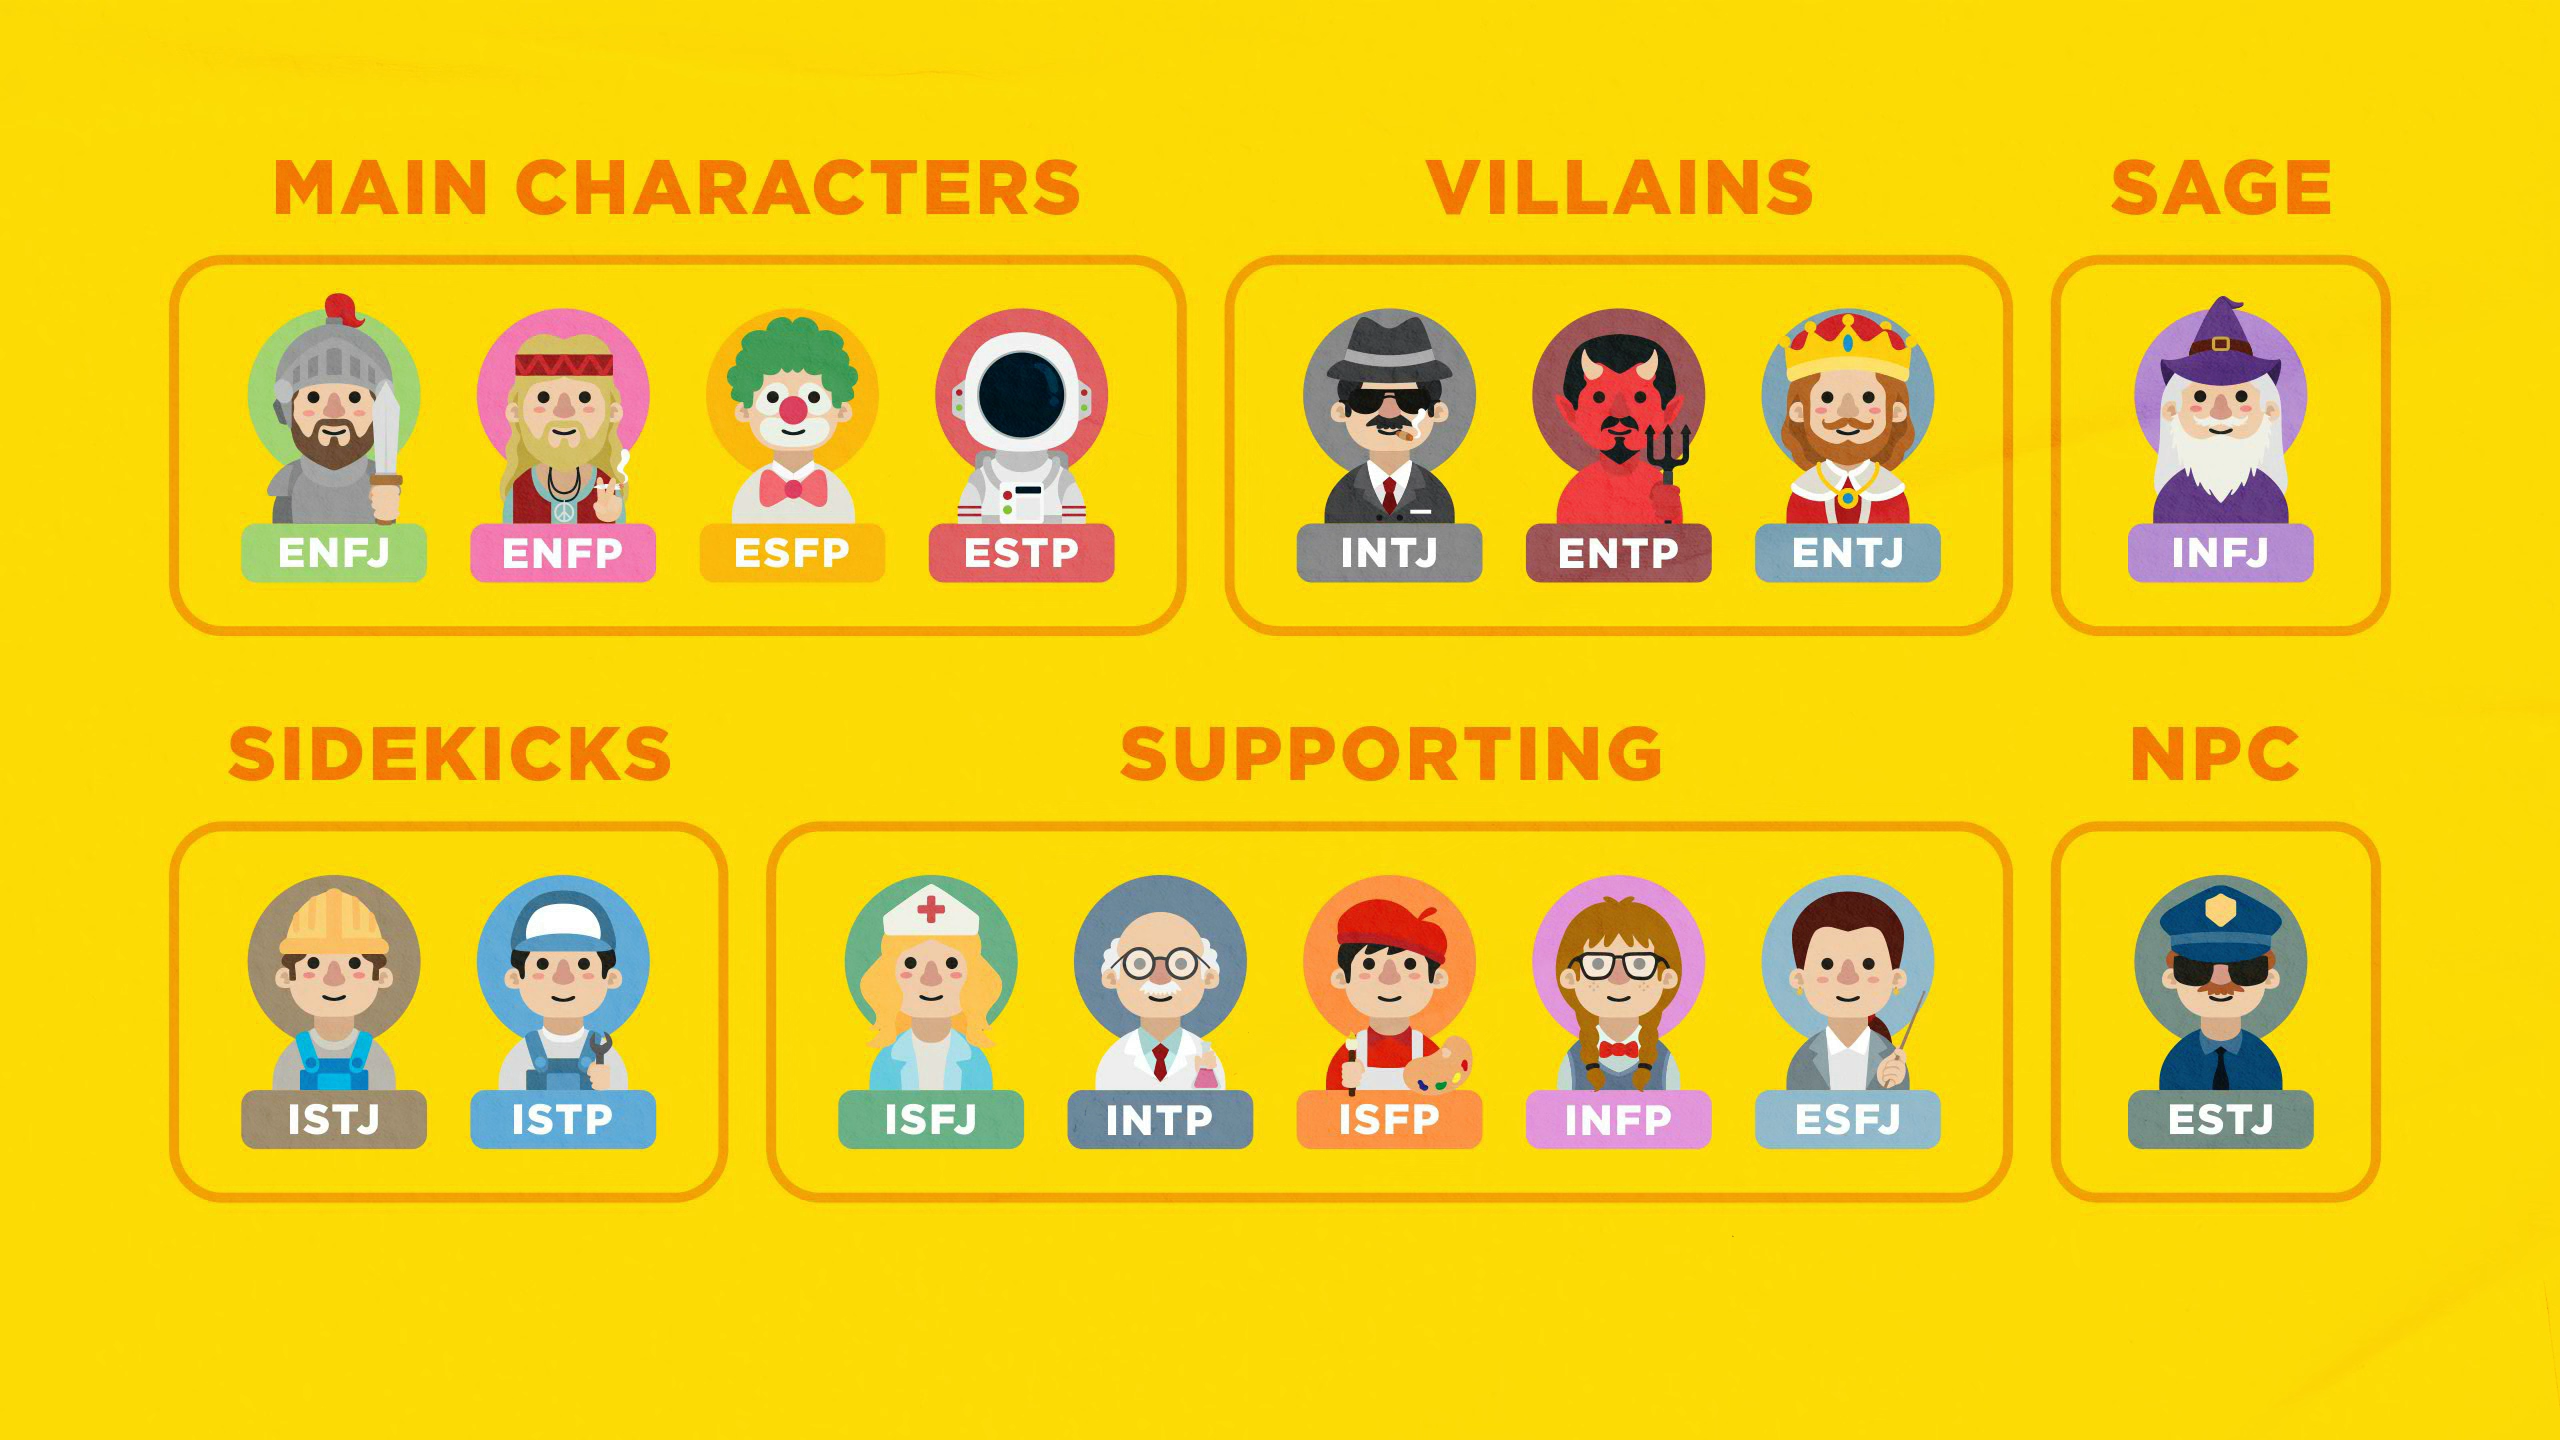 MAIN CHARACTERS
VILLAINS
SAGE
ENFJ
ENFP
ESFP
ESTP
INTJ
ENTP
ENTJ
INFJ
SIDEKICKS
SUPPORTING
NPC
ISTJ
ISTP
ISFJ
INTP
ISFP
INFP
ESFJ
ESTJ